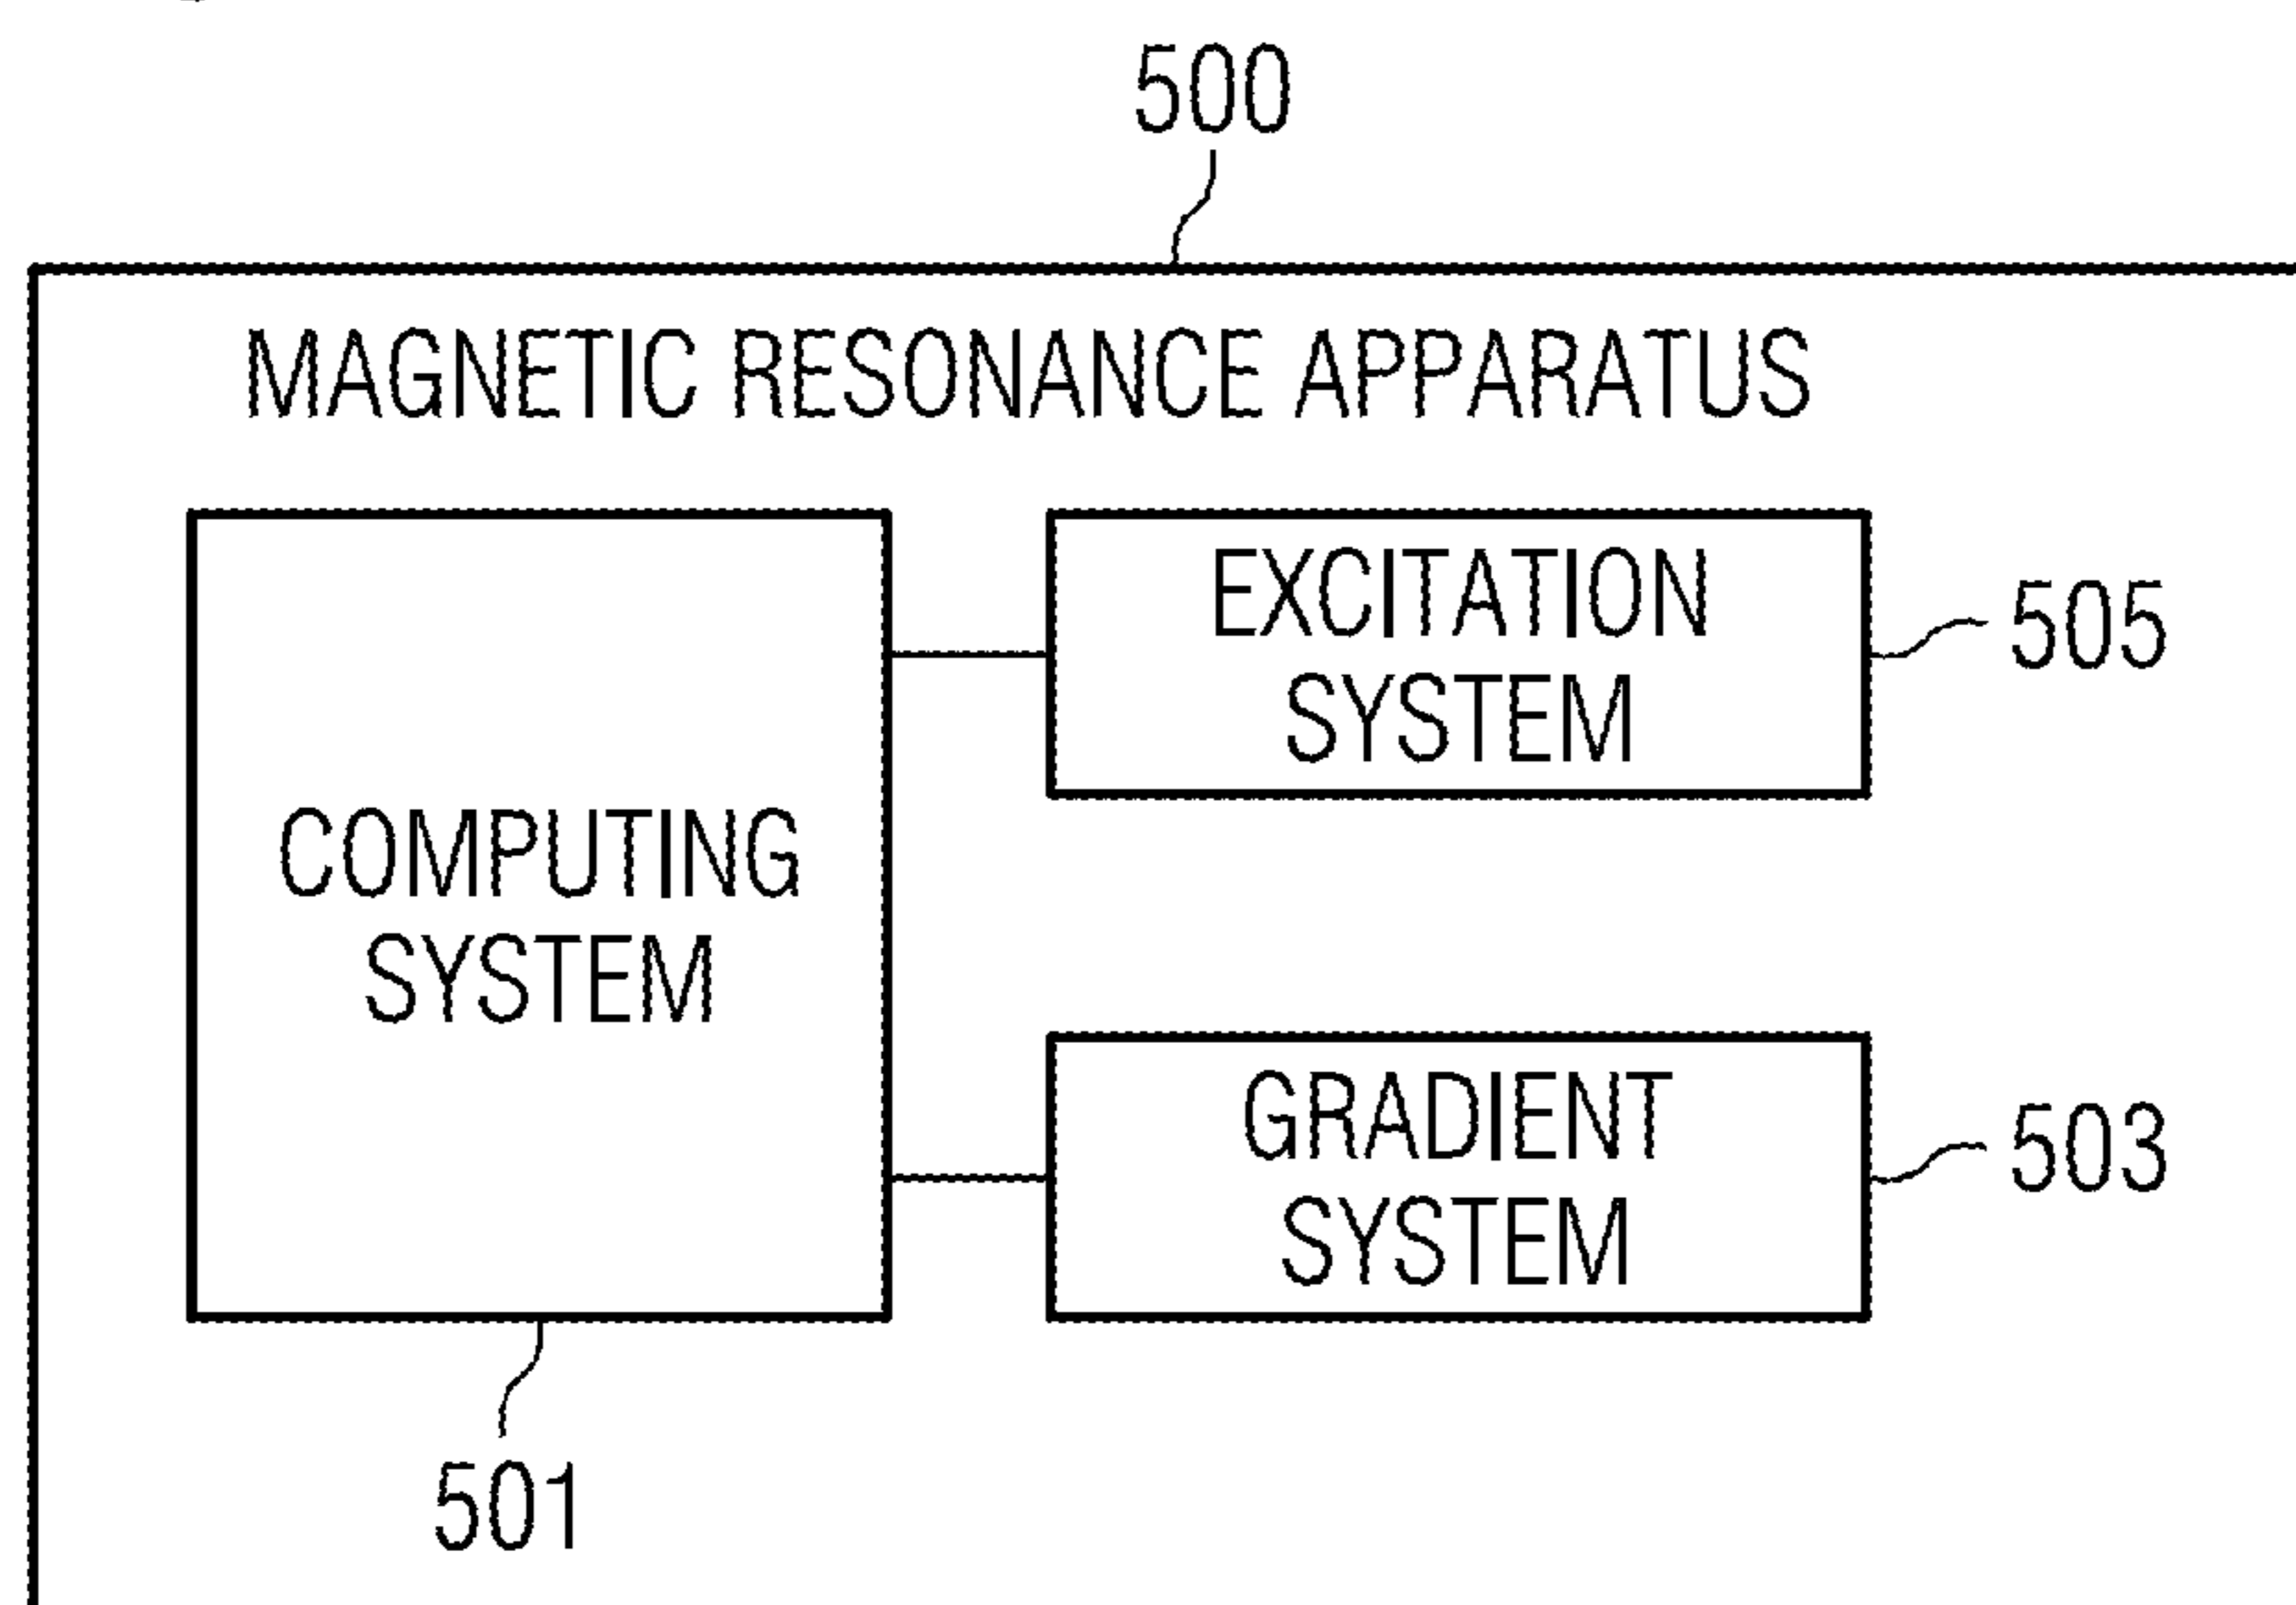 500
MAGNETIC RESONANCE APPARATUS
EXCITATION
SYSTEM
505
COMPUTING
SYSTEM
GRADIENT
SYSTEM
503
501